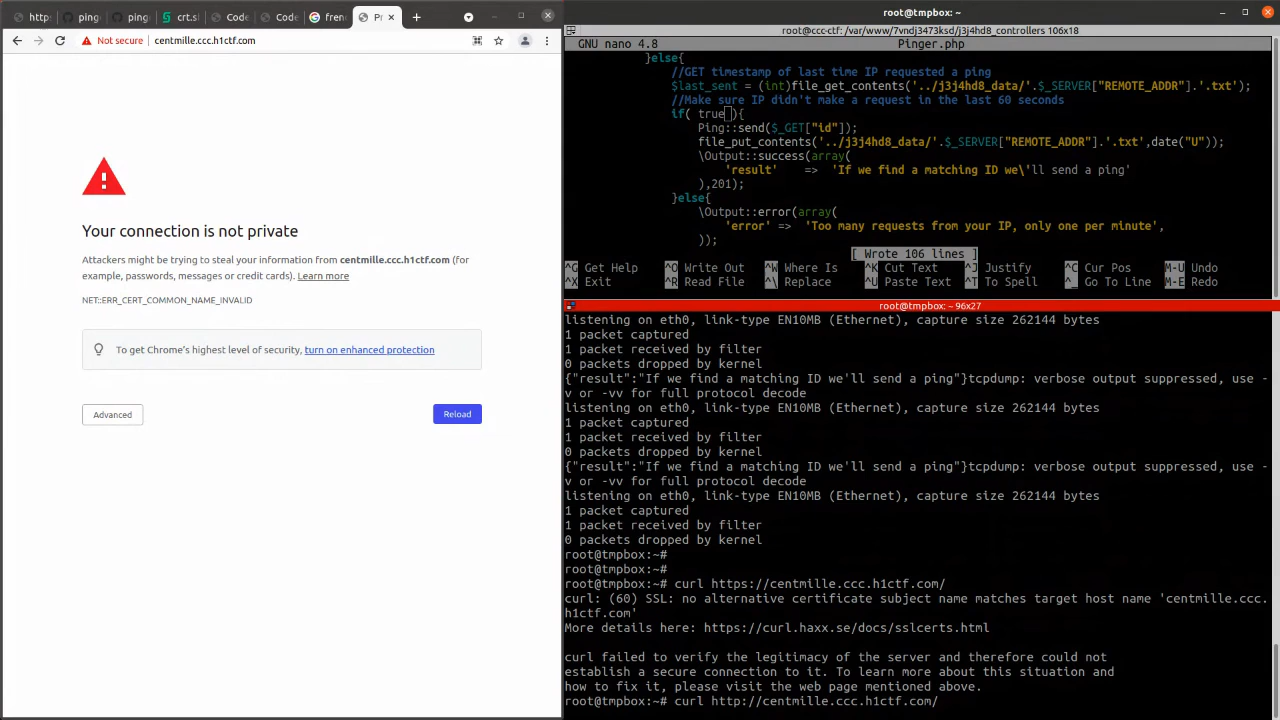 https:
ping
ping
crt.s
Code
Code
fren
Pr
Not secure
centmille.ccc.h1ctf.com
Your connection is not private
Attackers might be trying to steal your information from centmille.ccc.h1ctf.com (for
example, passwords, messages or credit cards). Learn more
NET::ERR_CERT_COMMON_NAME_INVALID
To get Chrome's highest level of security, turn on enhanced protection
Advanced
Reload
root@tmpbox: ~
root@ccc-ctf: /var/www/7vndj3473ksd/j3j4hd8_controllers 106x18
GNU nano 4.8 Pinger.php
}else{
//GET timestamp of last time IP requested a ping
$last_sent = (int)file_get_contents('../j3j4hd8_data/'.$_SERVER["REMOTE_ADDR"].'.txt');
//Make sure IP didn't make a request in the last 60 seconds
if( true ){
Ping::send($_GET["id"]);
file_put_contents('../j3j4hd8_data/'.$_SERVER["REMOTE_ADDR"].'.txt',date("U"));
\Output::success(array(
'result' => 'If we find a matching ID we\'ll send a ping'
),201);
}else{
\Output::error(array(
'error' => 'Too many requests from your IP, only one per minute',
));
[ Wrote 106 lines ]
^G Get Help ^O Write Out ^W Where Is ^K Cut Text ^J Justify ^C Cur Pos M-U Undo
^X Exit ^R Read File ^\ Replace ^U Paste Text ^T To Spell ^_ Go To Line M-E Redo
root@tmpbox: ~ 96x27
listening on eth0, link-type EN10MB (Ethernet), capture size 262144 bytes
1 packet captured
1 packet received by filter
0 packets dropped by kernel
{"result":"If we find a matching ID we'll send a ping"}tcpdump: verbose output suppressed, use -
v or -vv for full protocol decode
listening on eth0, link-type EN10MB (Ethernet), capture size 262144 bytes
1 packet captured
1 packet received by filter
0 packets dropped by kernel
{"result":"If we find a matching ID we'll send a ping"}tcpdump: verbose output suppressed, use -
v or -vv for full protocol decode
listening on eth0, link-type EN10MB (Ethernet), capture size 262144 bytes
1 packet captured
1 packet received by filter
0 packets dropped by kernel
root@tmpbox:~#
root@tmpbox:~#
root@tmpbox:~# curl https://centmille.ccc.h1ctf.com/
curl: (60) SSL: no alternative certificate subject name matches target host name 'centmille.ccc.
h1ctf.com'
More details here: https://curl.haxx.se/docs/sslcerts.html
curl failed to verify the legitimacy of the server and therefore could not
establish a secure connection to it. To learn more about this situation and
how to fix it, please visit the web page mentioned above.
root@tmpbox:~# curl http://centmille.ccc.h1ctf.com/